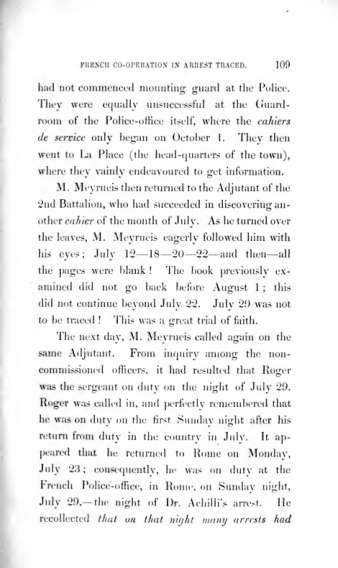 FRENCH CO-OPERATION IN ARREST TRACED. 109
had not commenced mounting guard at the Police.
They were equally unsuccessful at the Guard-
room of the Police-office itself, where the cahiers
de service only began on October 1. They then
went to La Place (the head-quarters of the town),
where they vainly endeavoured to get information.
M. Meyrueis then returned to the Adjutant of the
2nd Battalion, who had succeeded in discovering an-
other cahier of the month of July. As he turned over
the leaves, M. Meyrueis eagerly followed him with
his eyes; July 12—18—20—22—and then—all
the pages were blank! The book previously ex-
amined did not go back before August 1; this
did not continue beyond July 22. July 29 was not
to be traced! This was a great trial of faith.
The next day, M. Meyrueis called again on the
same Adjutant. From inquiry among the non-
commissioned officers, it had resulted that Roger
was the sergeant on duty on the night of July 29.
Roger was called in, and perfectly remembered that
he was on duty on the first Sunday night after his
return from duty in the country in July. It ap-
peared that he returned to Rome on Monday,
July 23; consequently, he was on duty at the
French Police-office, in Rome, on Sunday night,
July 29,—the night of Dr. Achilli's arrest. He
recollected that on that night many arrests had